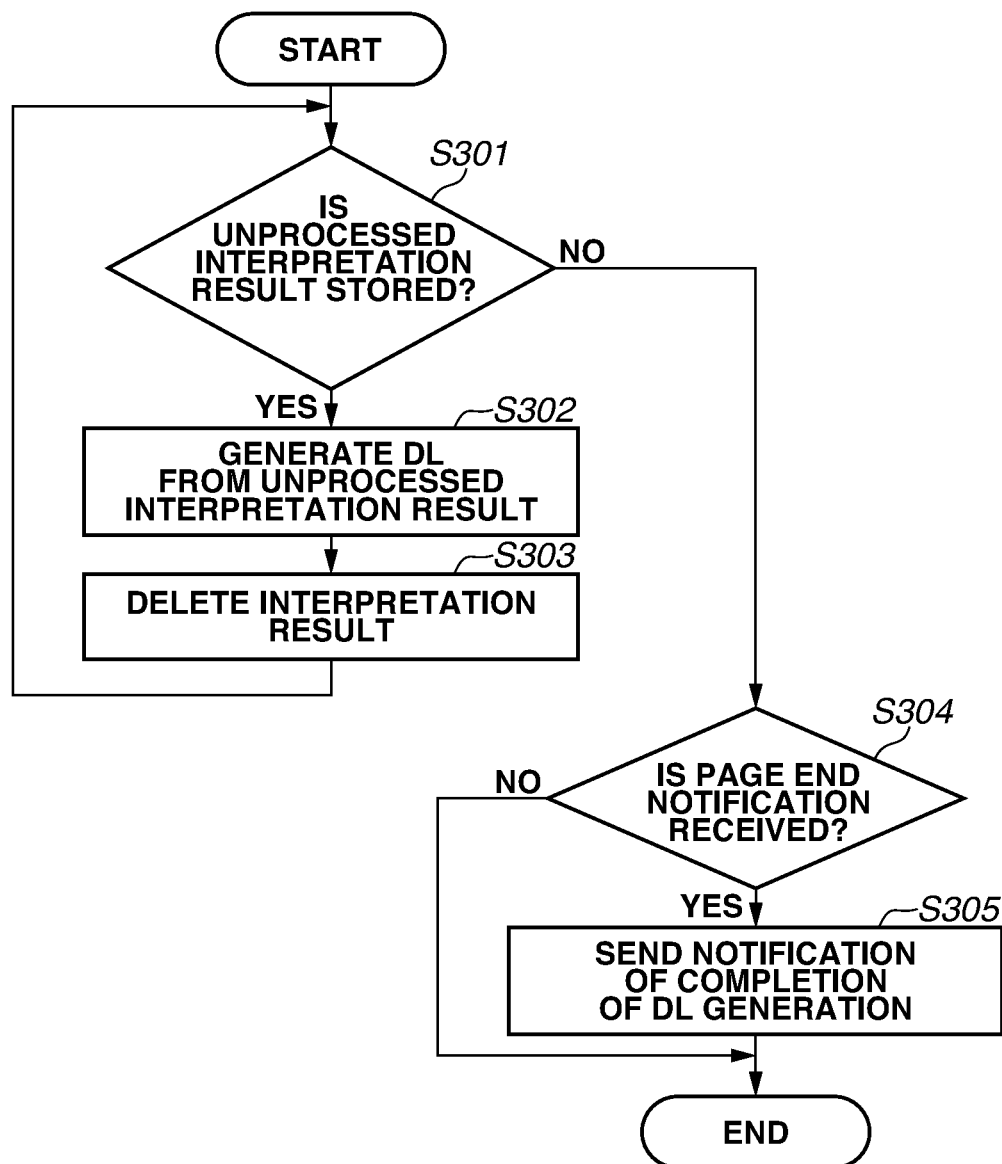 START
S301
IS
UNPROCESSED
INTERPRETATION
RESULT STORED?
NO
YES
S302
GENERATE DL
FROM UNPROCESSED
INTERPRETATION RESULT
S303
DELETE INTERPRETATION
RESULT
S304
IS PAGE END
NOTIFICATION
RECEIVED?
NO
YES
S305
SEND NOTIFICATION
OF COMPLETION
OF DL GENERATION
END